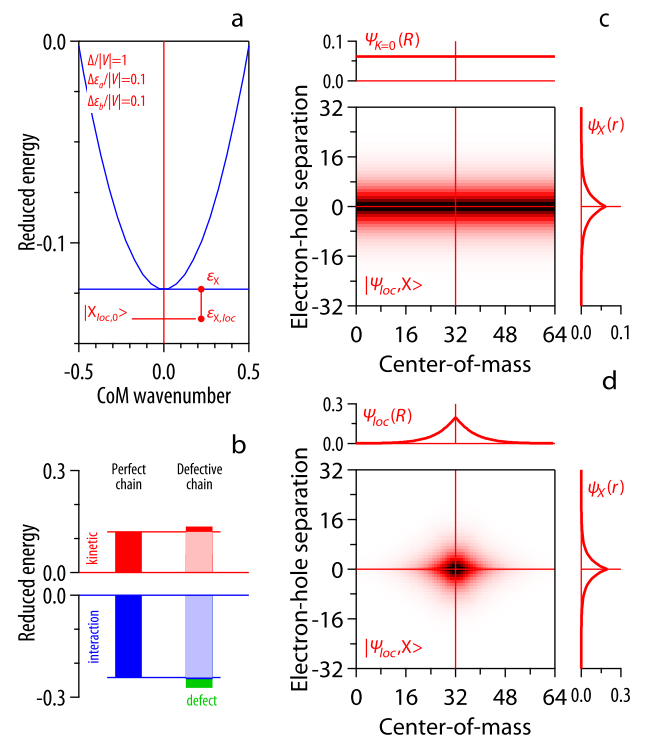 a
0.0
-0.1
Reduced energy
Δ/|V|=1
Δε_a/|V|=0.1
Δε_b/|V|=0.1
ε_X
|X_loc,0>
ε_X,loc
-0.5
0.0
0.5
CoM wavenumber
b
0.3
0.0
0.0
-0.3
Reduced energy
Perfect
chain
Defective
chain
kinetic
interaction
defect
c
0.1
0.0
Ψ_K=0(R)
32
16
0
-16
-32
Electron-hole separation
|Ψ_loc,X>
0
16
32
48
64
Center-of-mass
ψ_X(r)
0.0
0.1
d
0.3
0.0
Ψ_loc(R)
32
16
0
-16
-32
Electron-hole separation
|Ψ_loc,X>
0
16
32
48
64
Center-of-mass
ψ_X(r)
0.0
0.3